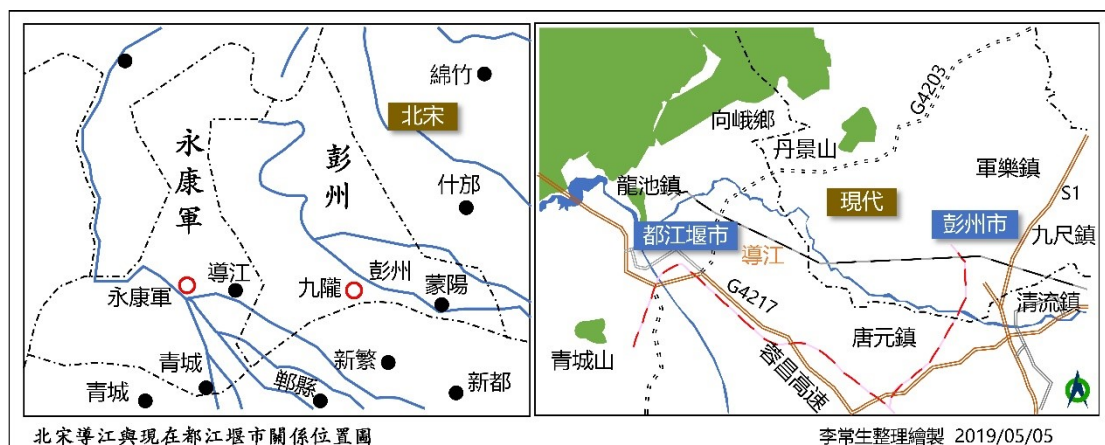 綿竹
北宋
永康軍
彭州
什邡
導江
永康軍
九隴
彭州
蒙陽
青城
青城
郫縣
新繁
新都
北宋導江與現在都江堰市關係位置圖
G4203
向峨鄉
丹景山
龍池鎮
現代
軍樂鎮
S1
都江堰市
導江
彭州市
九尺鎮
G4217
清流鎮
唐元鎮
青城山
蓉昌高速
李常生整理繪製 2019/05/05